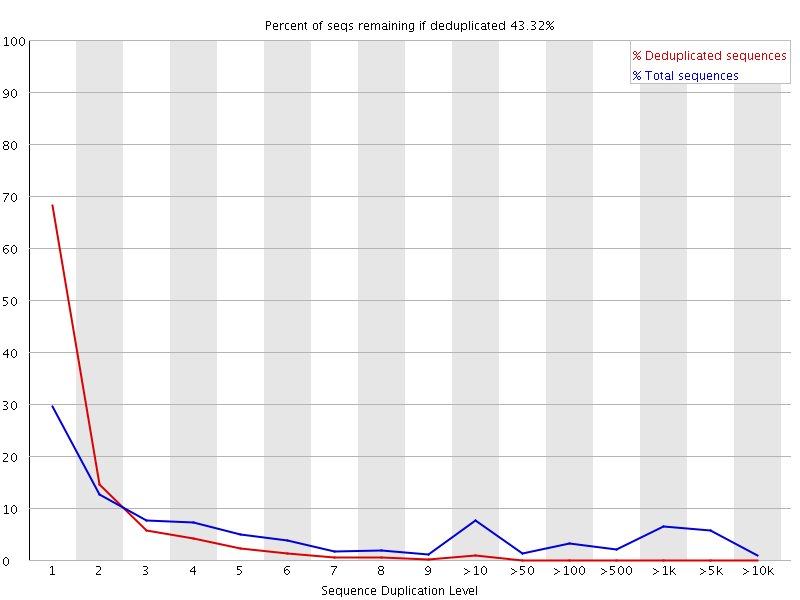 Percent of seqs remaining if deduplicated 43.32%
% Deduplicated sequences
% Total sequences
100
90
80
70
60
50
40
30
20
10
0
1 2 3 4 5 6 7 8 9 >10 >50 >100 >500 >1k >5k >10k
Sequence Duplication Level